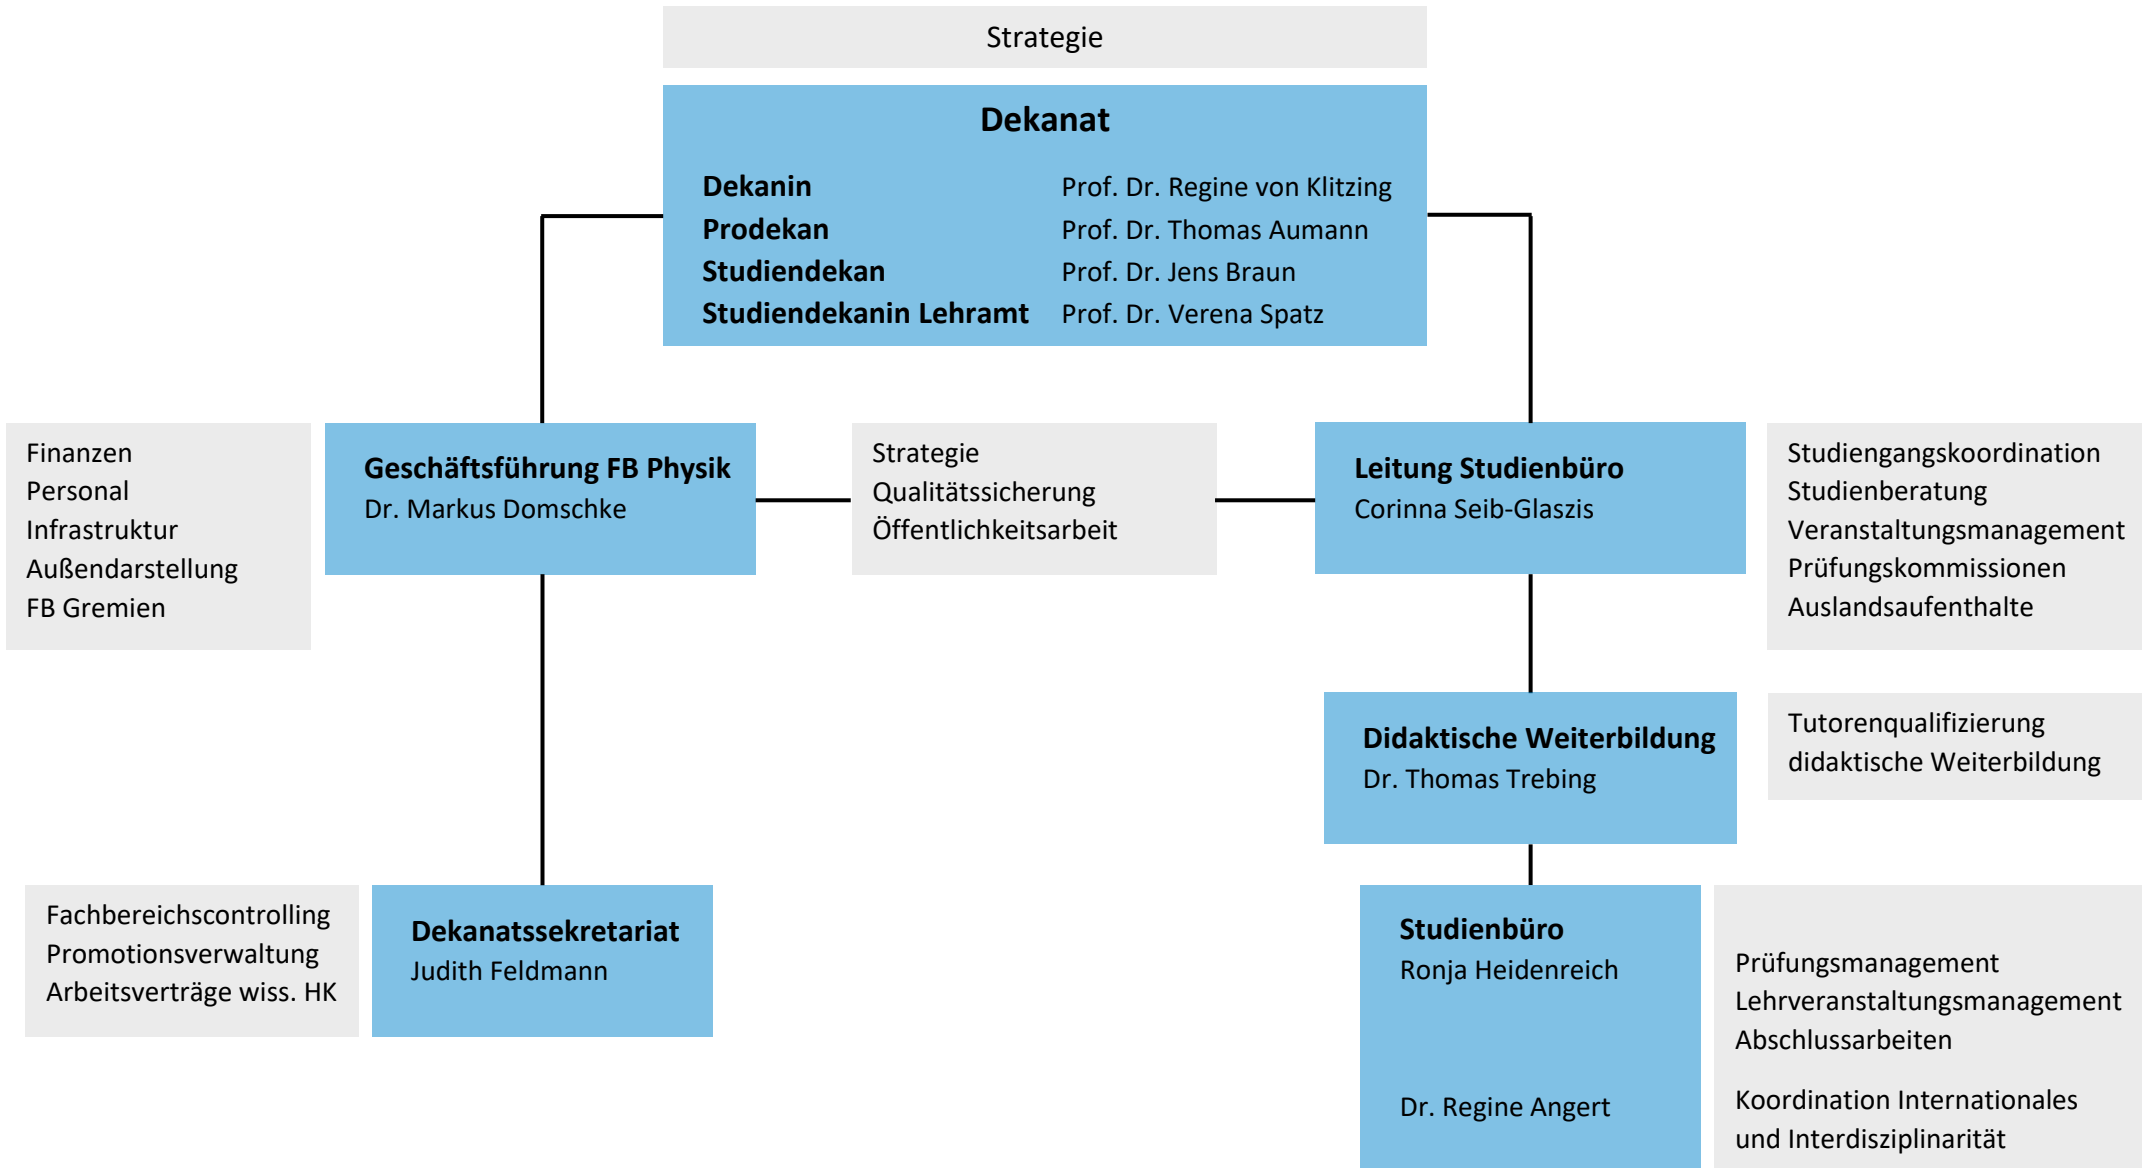 Strategie
Dekanat
Dekanin Prof. Dr. Regine von Klitzing
Prodekan Prof. Dr. Thomas Aumann
Studiendekan Prof. Dr. Jens Braun
Studiendekanin Lehramt Prof. Dr. Verena Spatz
Finanzen
Personal
Infrastruktur
Außendarstellung
FB Gremien
Geschäftsführung FB Physik
Dr. Markus Domschke
Strategie
Qualitätssicherung
Öffentlichkeitsarbeit
Leitung Studienbüro
Corinna Seib-Glaszis
Studiengangskoordination
Studienberatung
Veranstaltungsmanagement
Prüfungskommissionen
Auslandsaufenthalte
Didaktische Weiterbildung
Dr. Thomas Trebing
Tutorenqualifizierung
didaktische Weiterbildung
Fachbereichscontrolling
Promotionsverwaltung
Arbeitsverträge wiss. HK
Dekanatssekretariat
Judith Feldmann
Studienbüro
Ronja Heidenreich
Dr. Regine Angert
Prüfungsmanagement
Lehrveranstaltungsmanagement
Abschlussarbeiten
Koordination Internationales
und Interdisziplinarität